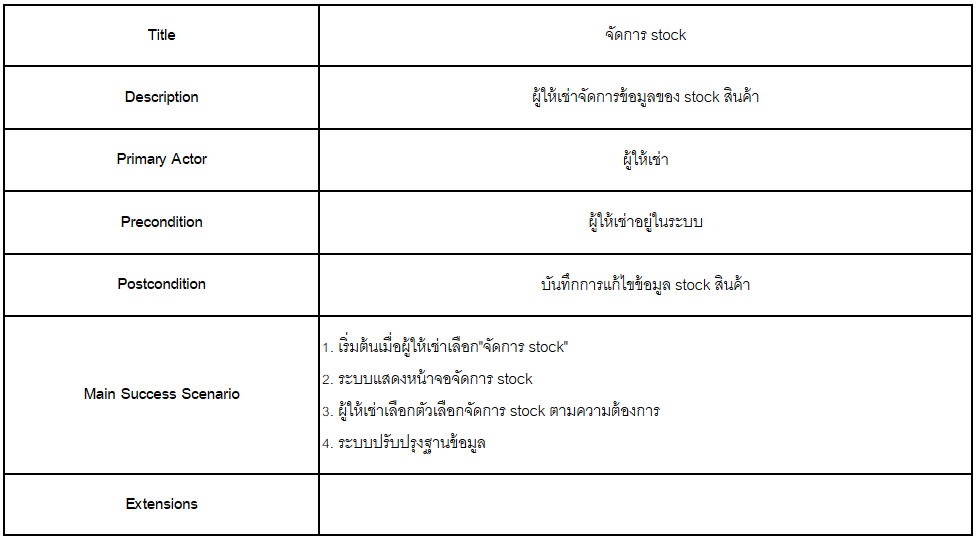 Title
จัดการ stock
Description
ผู้ให้เช่าจัดการข้อมูลของ stock สินค้า
Primary Actor
ผู้ให้เช่า
Precondition
ผู้ให้เช่าอยู่ในระบบ
Postcondition
บันทึกการแก้ไขข้อมูล stock สินค้า
Main Success Scenario
1. เริ่มต้นเมื่อผู้ให้เช่าเลือก"จัดการ stock"
2. ระบบแสดงหน้าจอจัดการ stock
3. ผู้ให้เช่าเลือกตัวเลือกจัดการ stock ตามความต้องการ
4. ระบบปรับปรุงฐานข้อมูล
Extensions